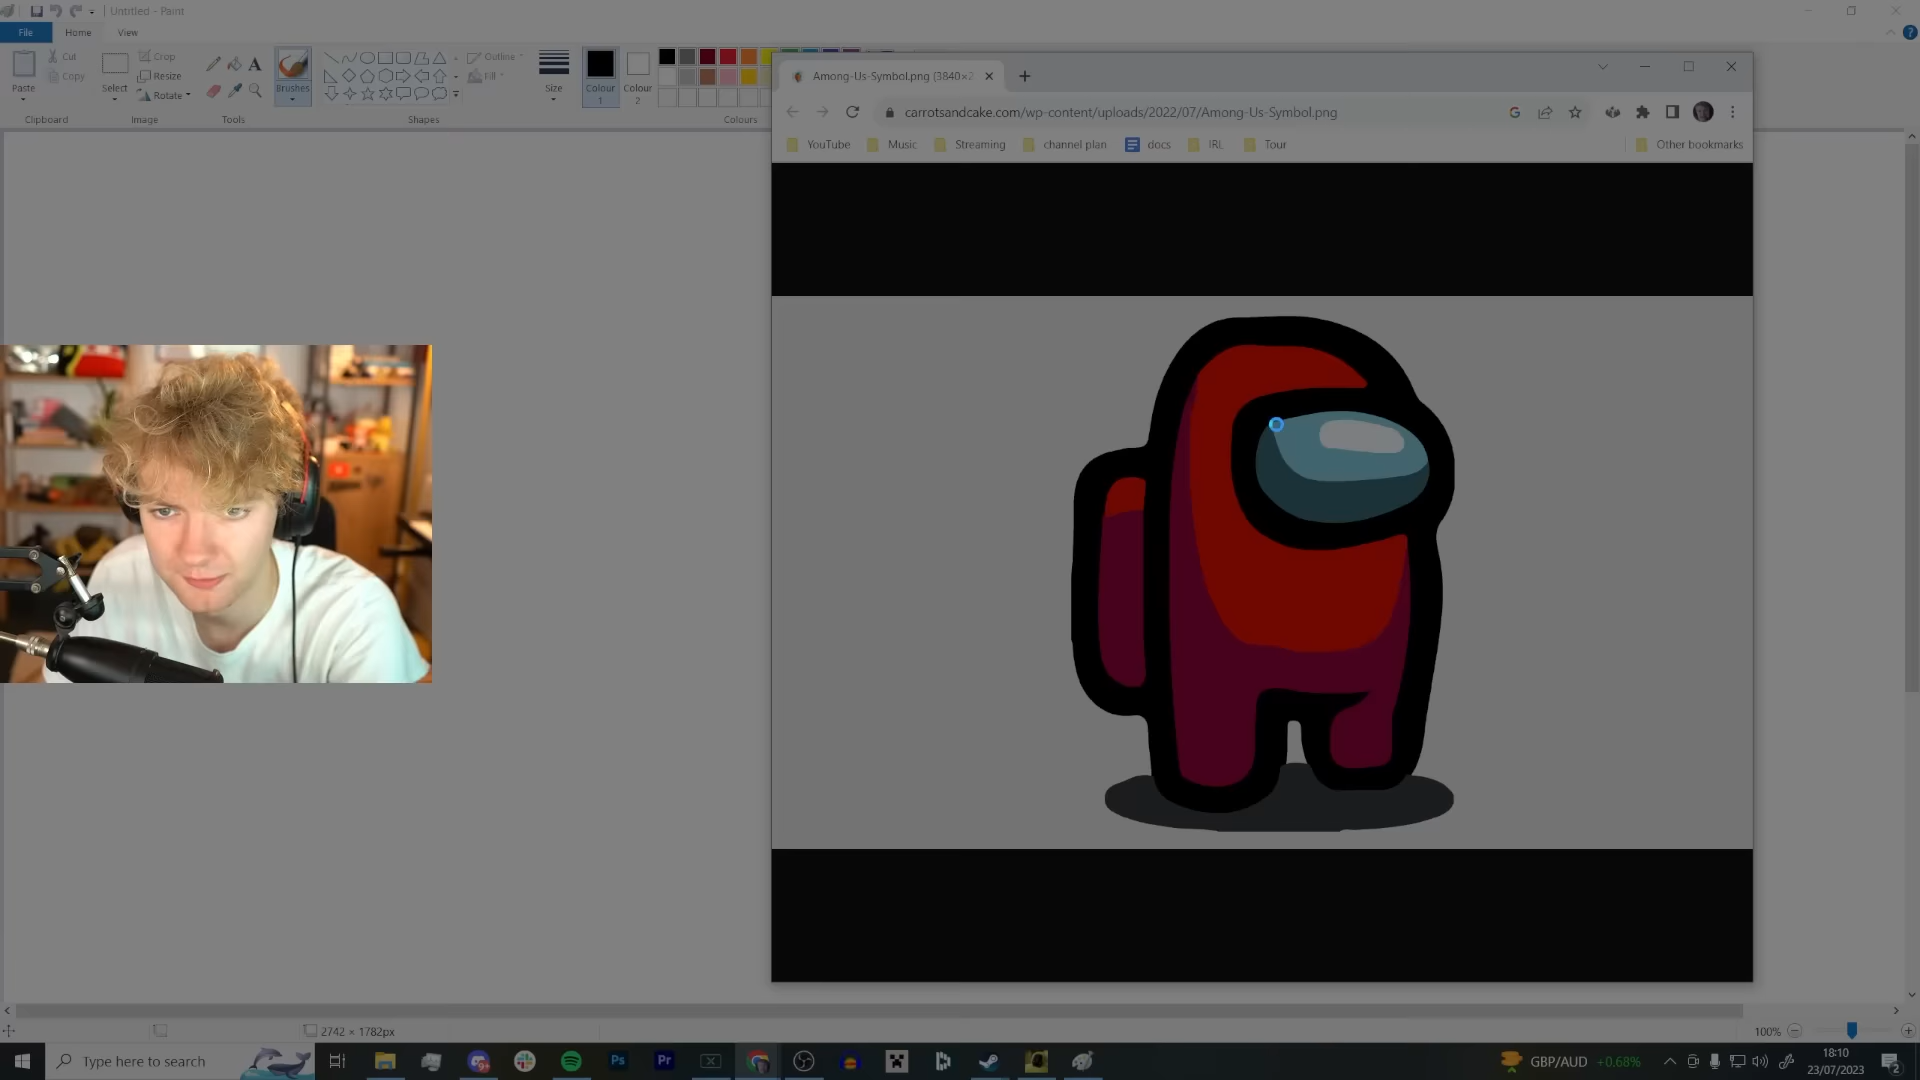 Untitled - Paint
File Home View
Paste
Cut
Copy
Clipboard
Select
Crop
Resize
Rotate
Image
Tools
Brushes
Outline
Fill
Shapes
Size
Colour 1
Colour 2
Colours
Among-Us-Symbol.png (3840×2
carrotsandcake.com/wp-content/uploads/2022/07/Among-Us-Symbol.png
YouTube Music Streaming channel plan docs IRL Tour Other bookmarks
2742 × 1782px
100%
Type here to search
Ps
Pr
GBP/AUD +0.68%
18:10
23/07/2023
2